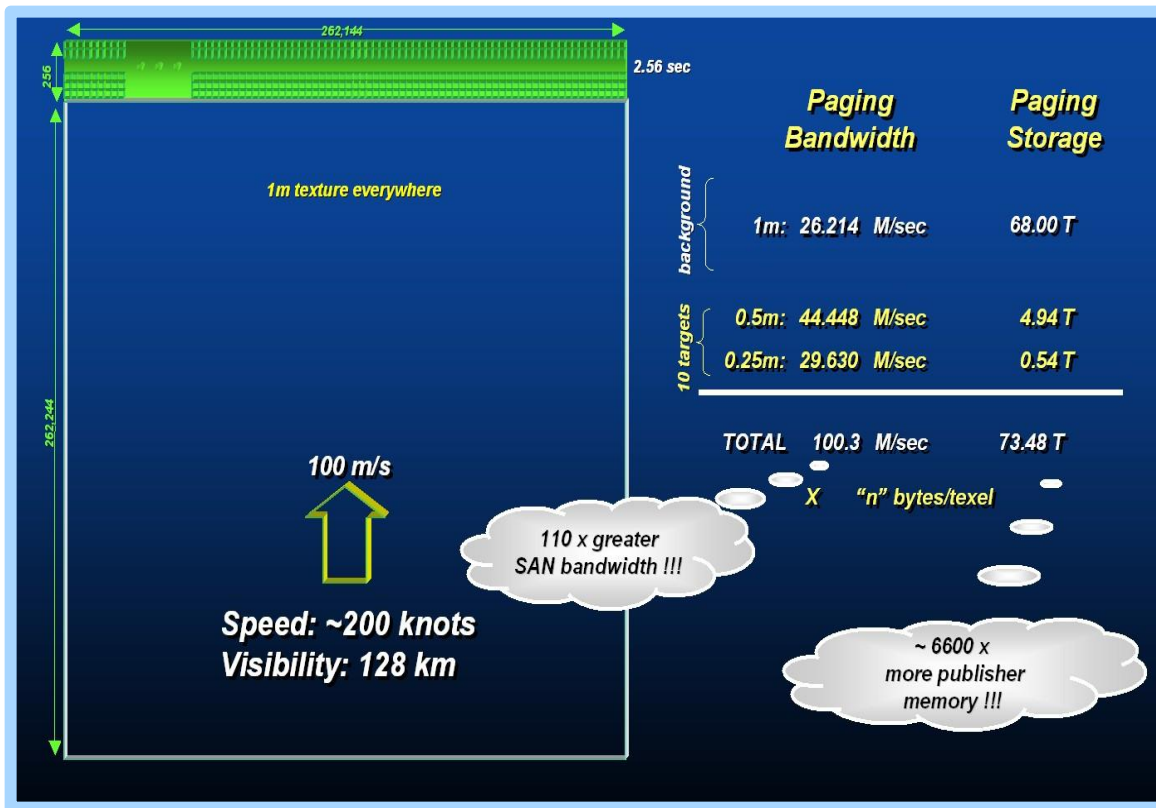 262,144
256
2.56 sec
262,244
1m texture everywhere
100 m/s
Speed: ~200 knots
Visibility: 128 km
Paging Bandwidth
Paging Storage
background
1m: 26.214 M/sec 68.00 T
10 targets
0.5m: 44.448 M/sec 4.94 T
0.25m: 29.630 M/sec 0.54 T
TOTAL 100.3 M/sec 73.48 T
X "n" bytes/texel
110 x greater
SAN bandwidth !!!
~ 6600 x
more publisher
memory !!!